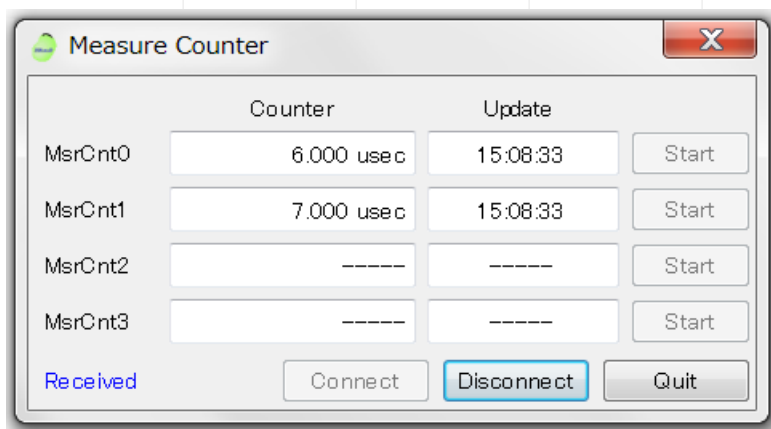 Measure Counter
Counter Update
MsrCnt0 6.000 usec 15:08:33 Start
MsrCnt1 7.000 usec 15:08:33 Start
MsrCnt2 ----- ----- Start
MsrCnt3 ----- ----- Start
Received Connect Disconnect Quit